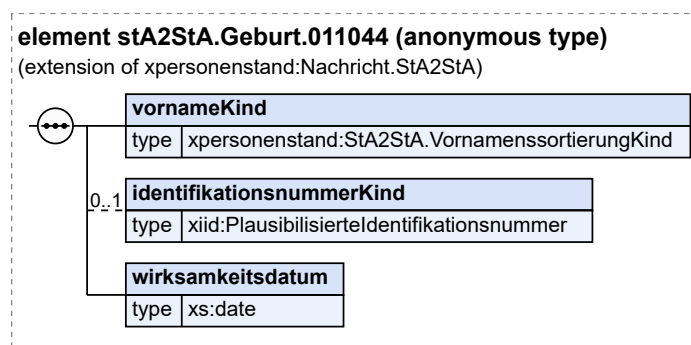 element stA2StA.Geburt.011044 (anonymous type)
(extension of xpersonenstand:Nachricht.StA2StA)
vornameKind
type xpersonenstand:StA2StA.VornamenssortierungKind
0..1
identifikationsnummerKind
type xiid:PlausibilisierteIdentifikationsnummer
wirksamkeitsdatum
type xs:date